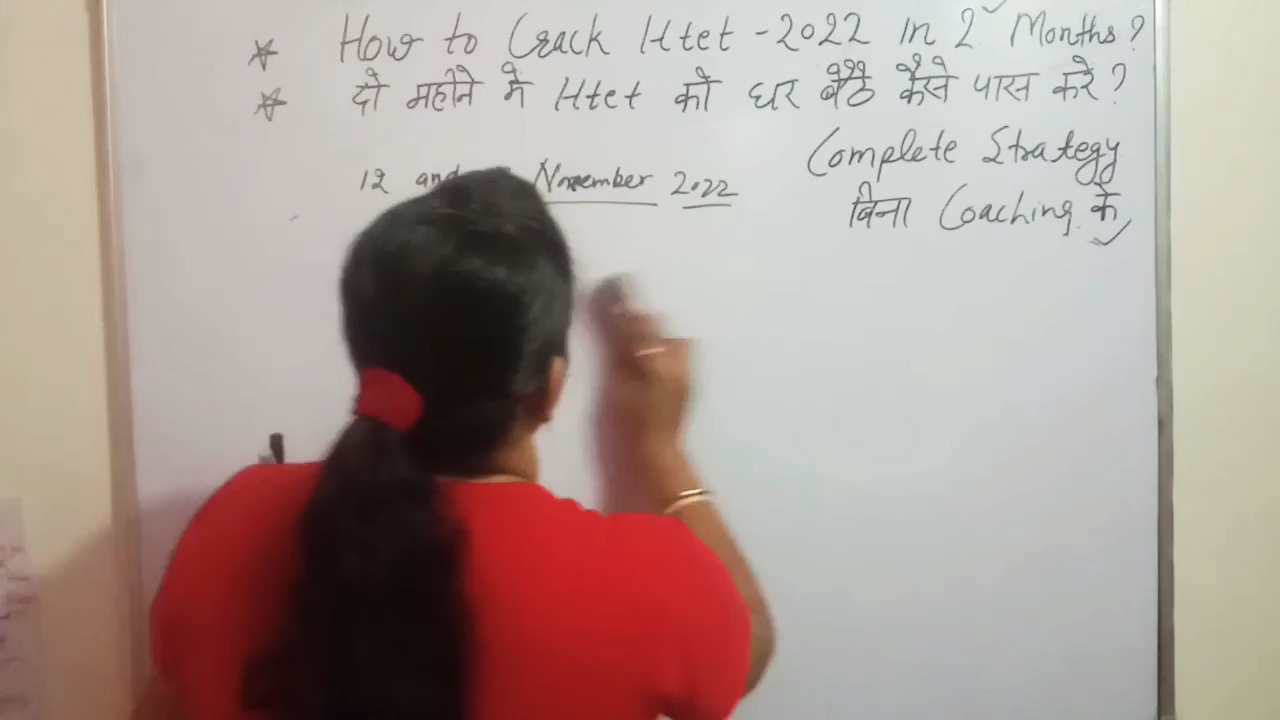 How to Crack Htet - 2022 in 2 Months?
दो महीने में Htet को घर बैठे कैसे पास करे?
Complete Strategy
12 and November 2022
बिना Coaching के